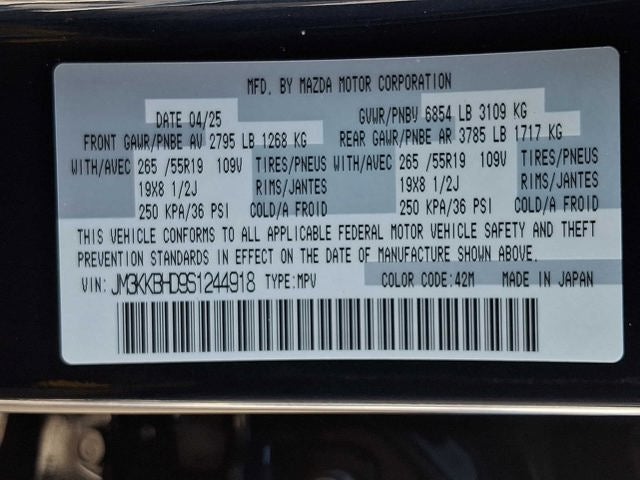 MFD. BY MAZDA MOTOR CORPORATION
DATE 04/25 GVWR/PNBV 6854 LB 3109 KG
FRONT GAWR/PNBE AV 2795 LB 1268 KG REAR GAWR/PNBE AR 3785 LB 1717 KG
WITH/AVEC 265 /55R19 109V TIRES/PNEUS WITH/AVEC 265 /55R19 109V TIRES/PNEUS
19X8 1/2J RIMS/JANTES 19X8 1/2J RIMS/JANTES
250 KPA/36 PSI COLD/A FROID 250 KPA/36 PSI COLD/A FROID
THIS VEHICLE CONFORMS TO ALL APPLICABLE FEDERAL MOTOR VEHICLE SAFETY AND THEFT
PREVENTION STANDARDS IN EFFECT ON THE DATE OF MANUFACTURE SHOWN ABOVE.
VIN: JM3KKBHD9S1244918 TYPE:MPV COLOR CODE:42M MADE IN JAPAN